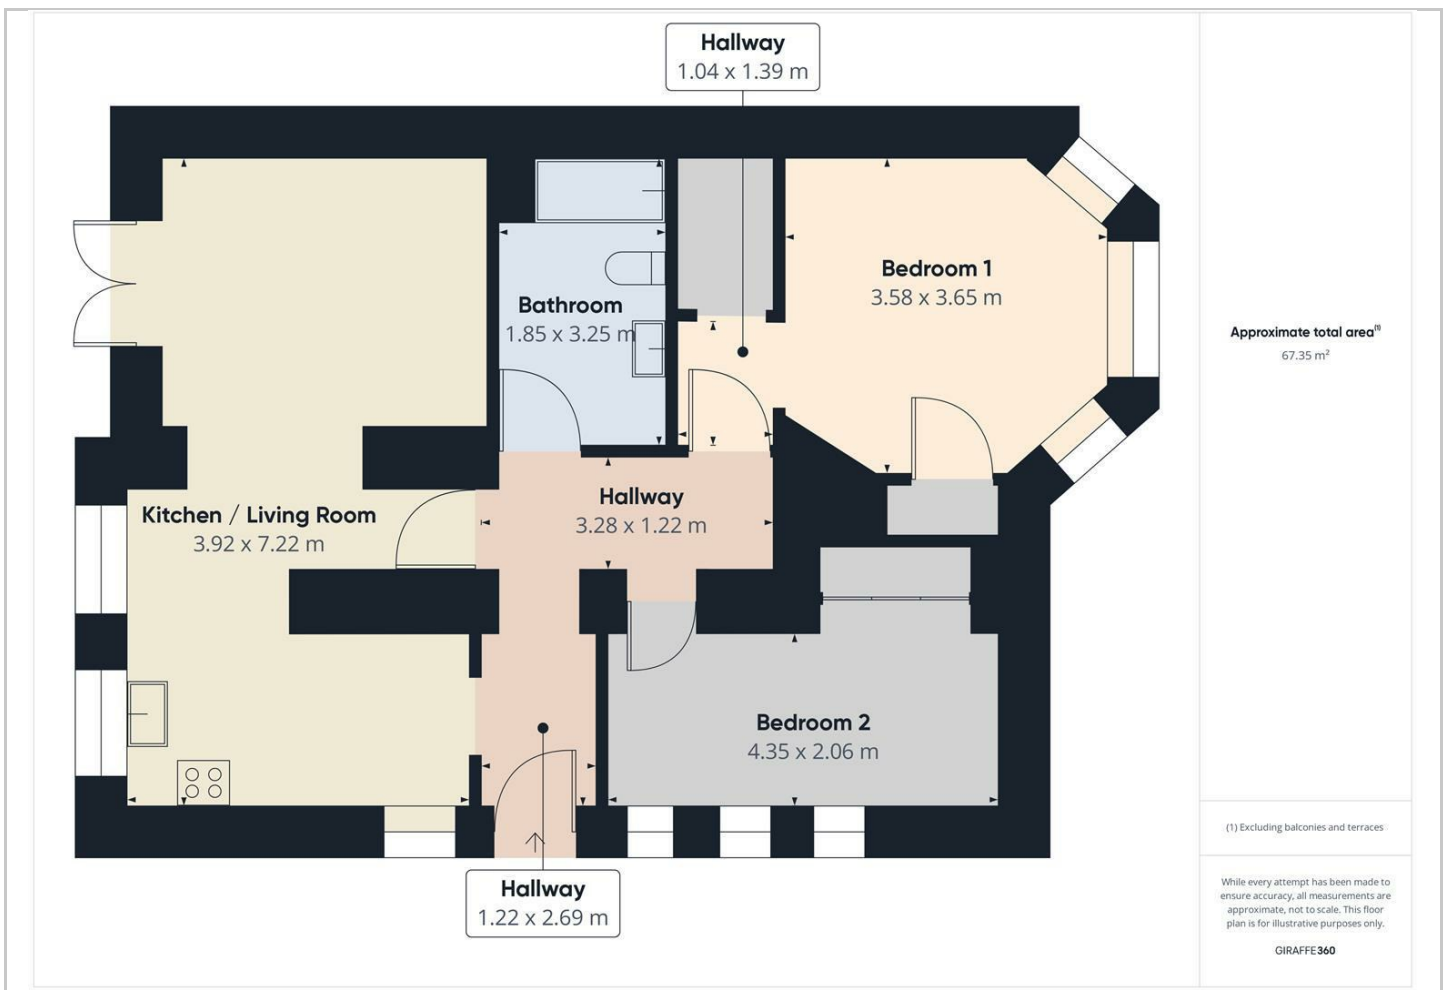 Hallway
1.04 x 1.39 m
Bedroom 1
3.58 x 3.65 m
Bathroom
1.85 x 3.25 m
Kitchen / Living Room
3.92 x 7.22 m
Hallway
3.28 x 1.22 m
Bedroom 2
4.35 x 2.06 m
Hallway
1.22 x 2.69 m
Approximate total area(1)
67.35 m²
(1) Excluding balconies and terraces
While every attempt has been made to
ensure accuracy, all measurements are
approximate, not to scale. This floor
plan is for illustrative purposes only.
GIRAFFE360